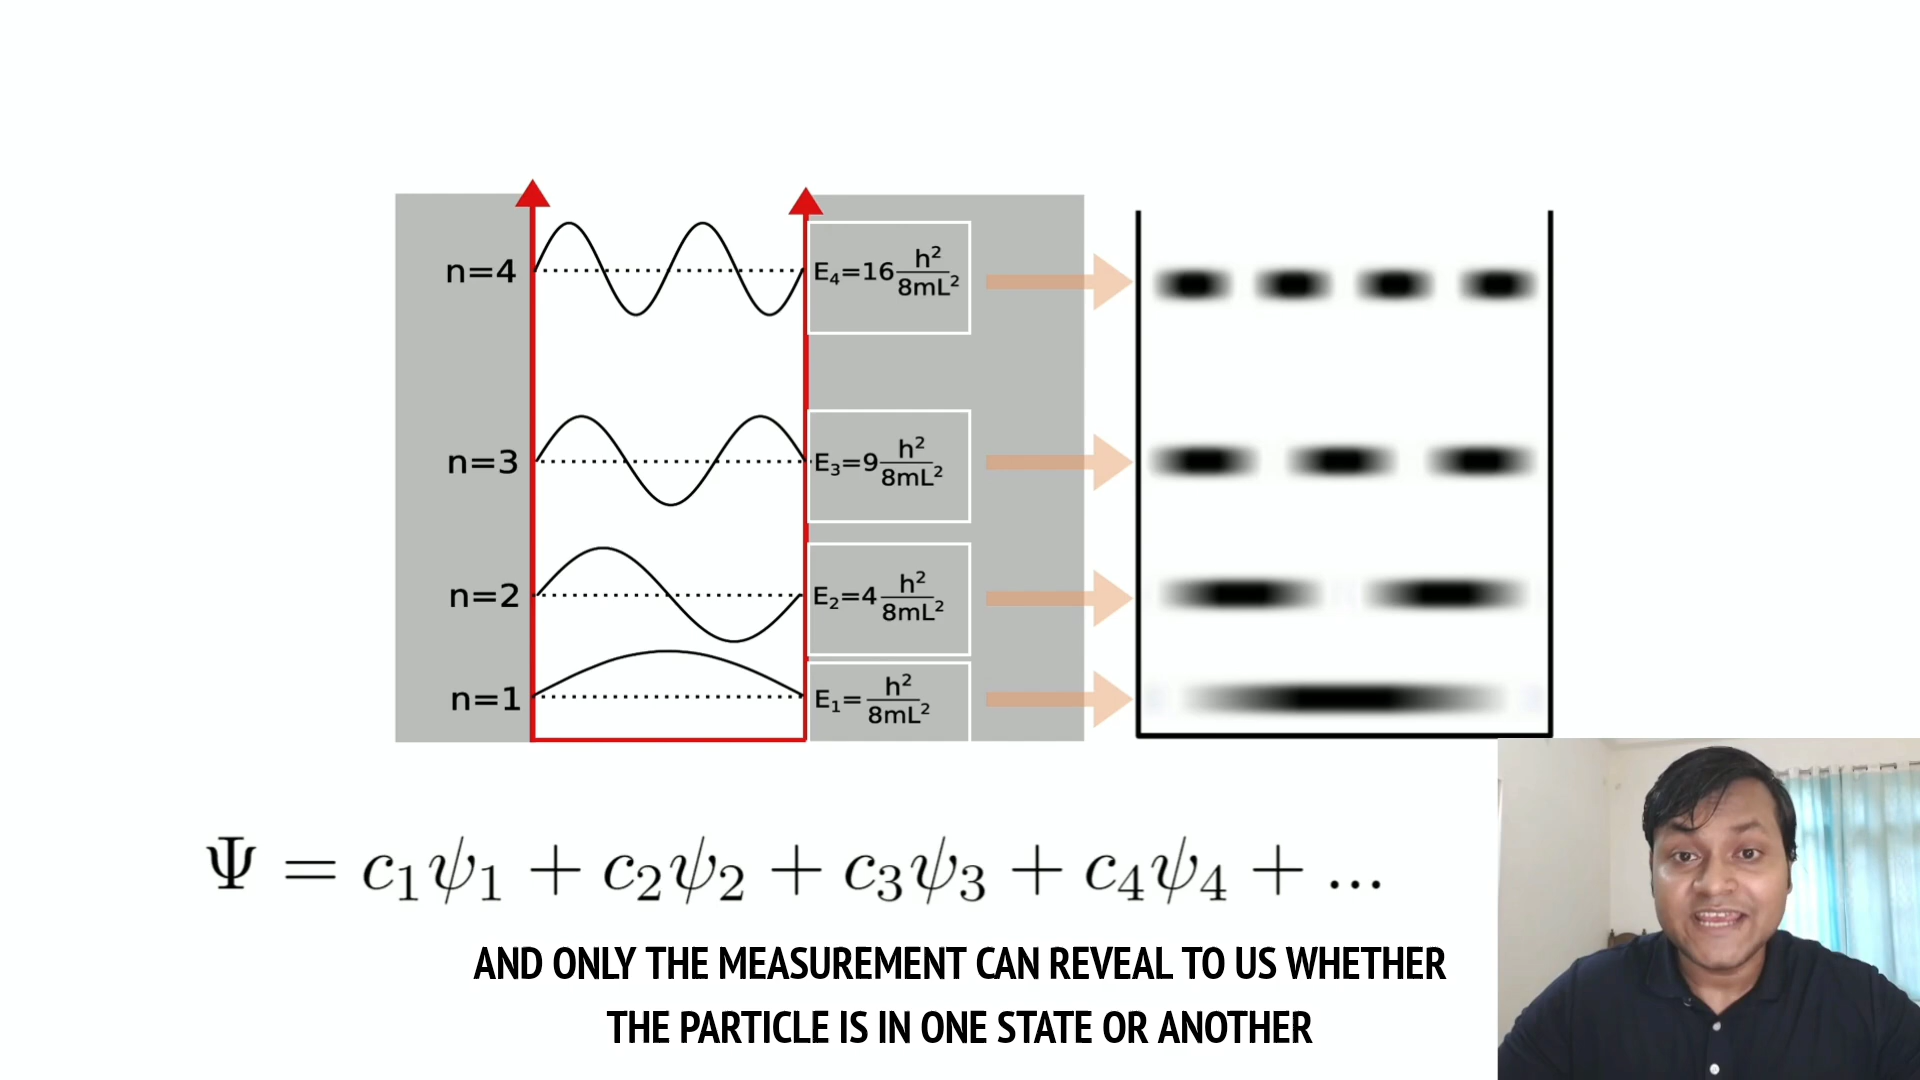 n=4 E₄=16 h²/8mL²
n=3 E₃=9 h²/8mL²
n=2 E₂=4 h²/8mL²
n=1 E₁= h²/8mL²
Ψ = c₁ψ₁ + c₂ψ₂ + c₃ψ₃ + c₄ψ₄ + ...
AND ONLY THE MEASUREMENT CAN REVEAL TO US WHETHER
THE PARTICLE IS IN ONE STATE OR ANOTHER